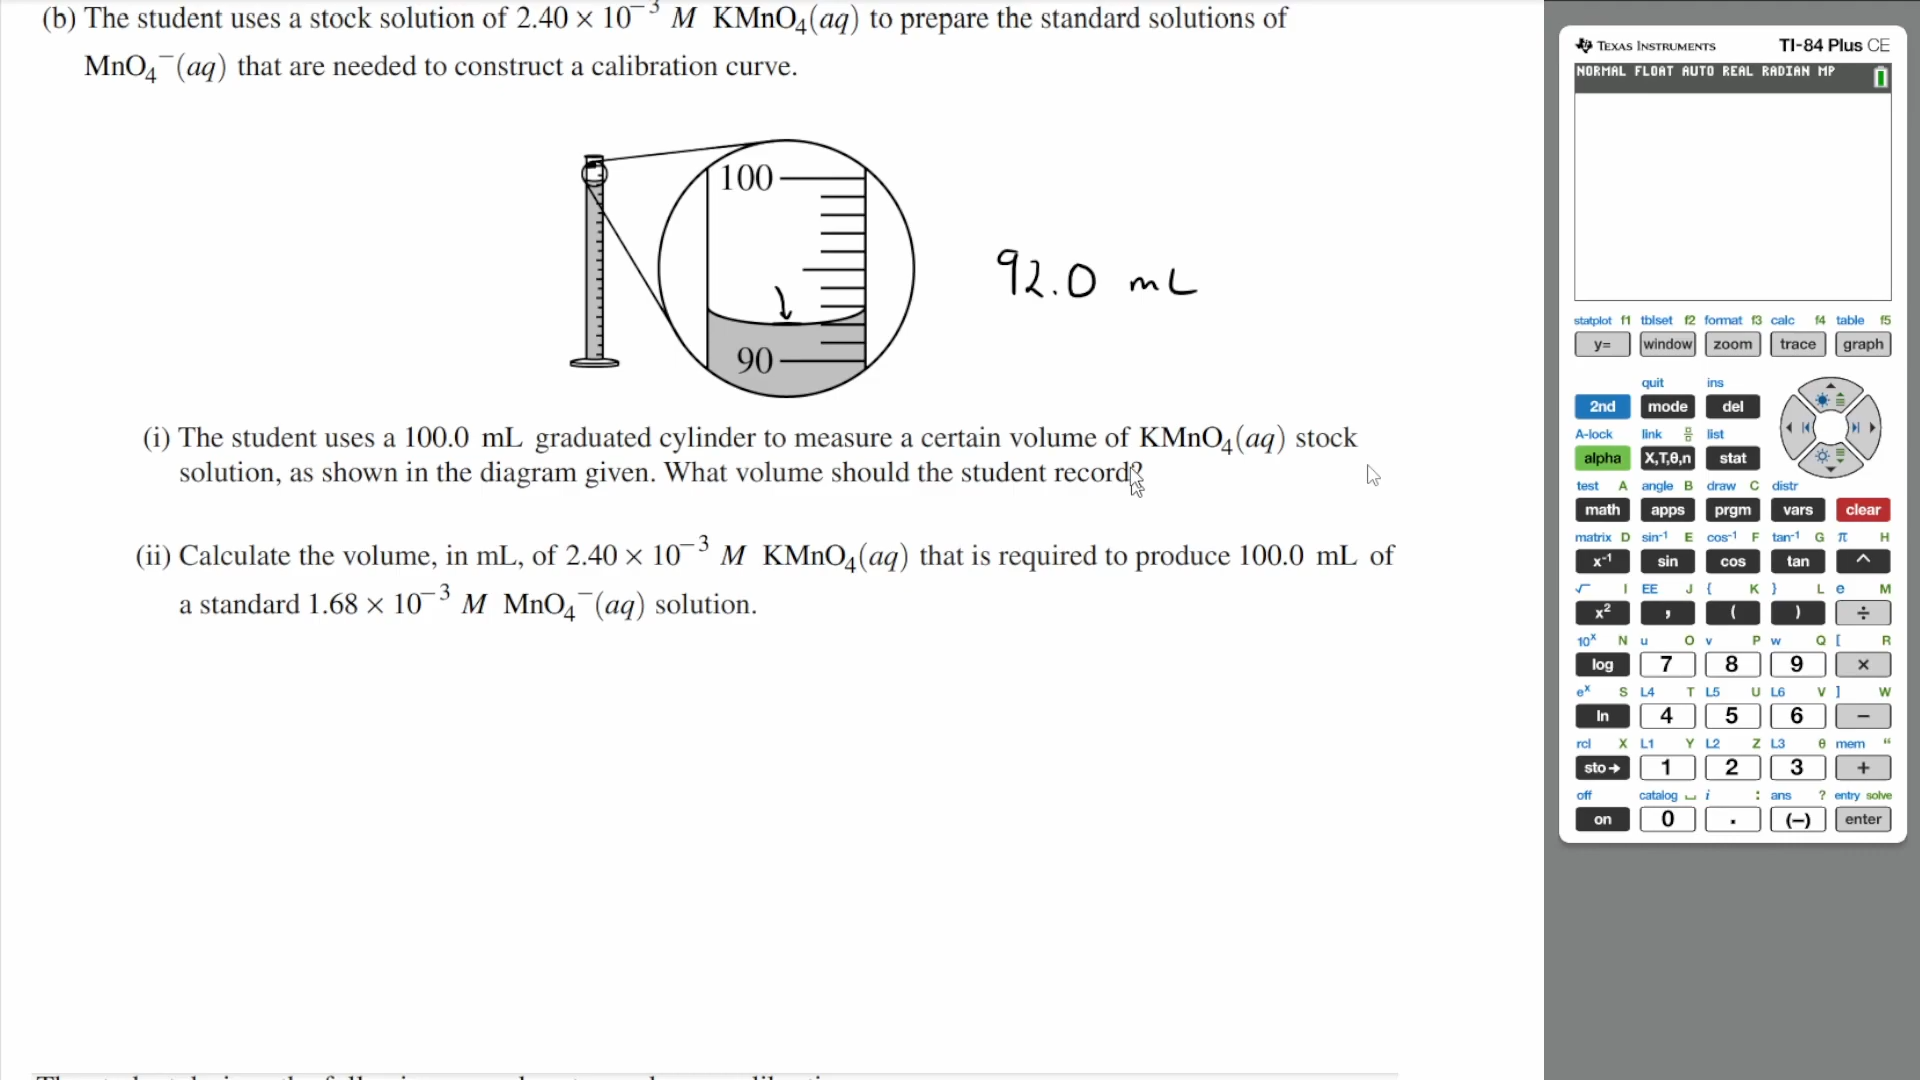 (b) The student uses a stock solution of 2.40 × 10⁻³ M KMnO₄(aq) to prepare the standard solutions of
MnO₄⁻(aq) that are needed to construct a calibration curve.
100
90
92.0 mL
(i) The student uses a 100.0 mL graduated cylinder to measure a certain volume of KMnO₄(aq) stock
solution, as shown in the diagram given. What volume should the student record?
(ii) Calculate the volume, in mL, of 2.40 × 10⁻³ M KMnO₄(aq) that is required to produce 100.0 mL of
a standard 1.68 × 10⁻³ M MnO₄⁻(aq) solution.
TEXAS INSTRUMENTS TI-84 Plus CE
NORMAL FLOAT AUTO REAL RADIAN MP
statplot f1 tblset f2 format f3 calc f4 table f5
y= window zoom trace graph
quit ins
2nd mode del
A-lock link list
alpha X,T,θ,n stat
test A angle B draw C distr
math apps prgm vars clear
matrix D sin⁻¹ E cos⁻¹ F tan⁻¹ G π H
x⁻¹ sin cos tan ^
√ I EE J { K } L e M
x² , ( ) ÷
10ˣ N u O v P w Q [ R
log 7 8 9 ×
eˣ S L4 T L5 U L6 V ] W
ln 4 5 6 −
rcl X L1 Y L2 Z L3 θ mem "
sto→ 1 2 3 +
off catalog ⎵ i : ans ? entry solve
on 0 . (−) enter